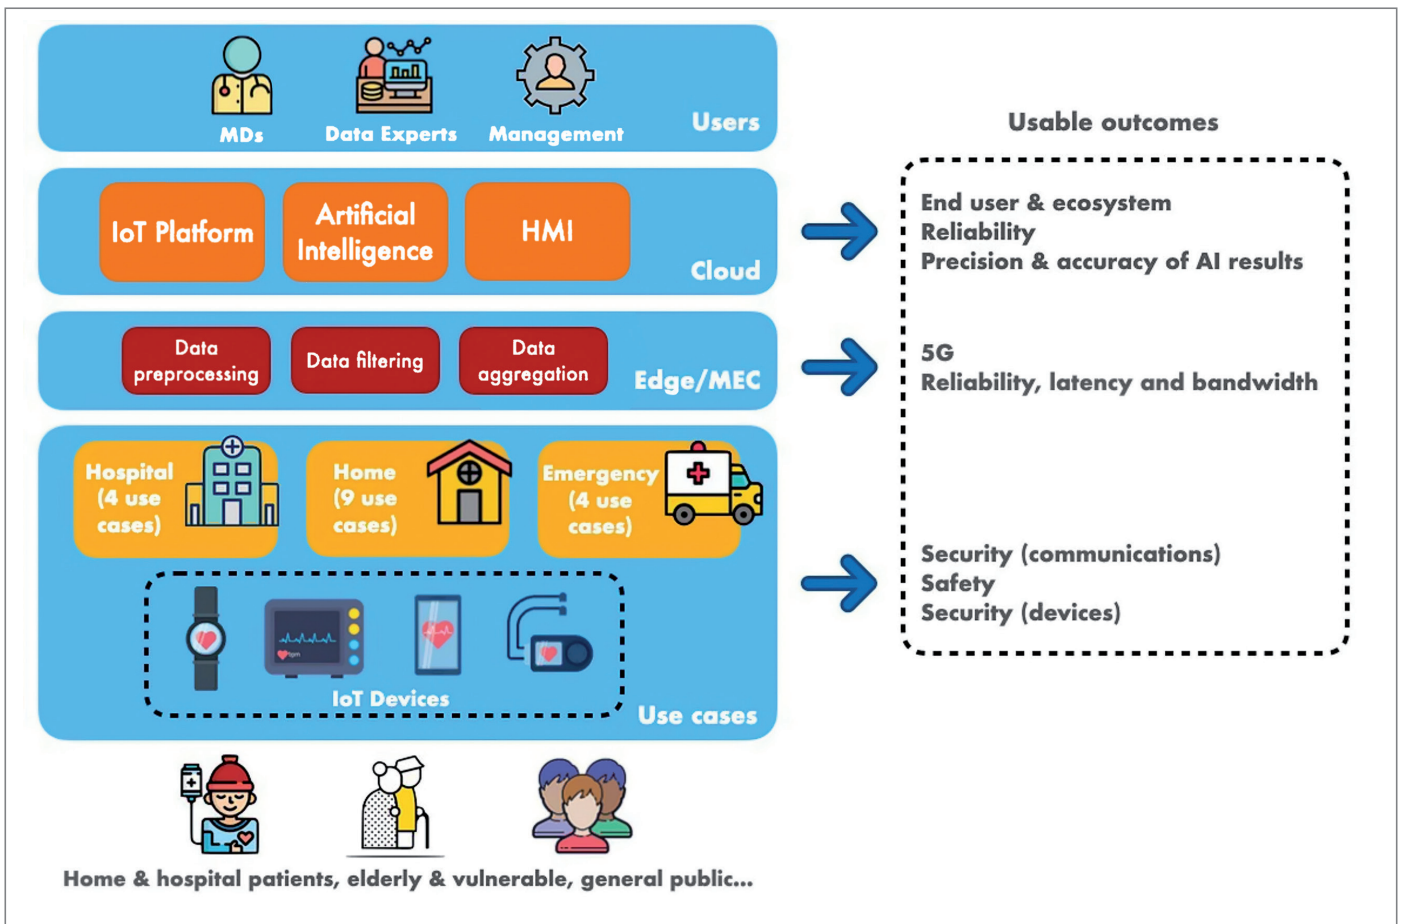 MDs
Data Experts
Management
Users
Usable outcomes
IoT Platform
Artificial
Intelligence
HMI
Cloud
End user & ecosystem
Reliability
Precision & accuracy of AI results
Data
preprocessing
Data filtering
Data
aggregation
Edge/MEC
5G
Reliability, latency and bandwidth
Hospital
(4 use
cases)
Home
(9 use
cases)
Emergency
(4 use
cases)
Security (communications)
Safety
Security (devices)
bpm
IoT Devices
Use cases
Home & hospital patients, elderly & vulnerable, general public...